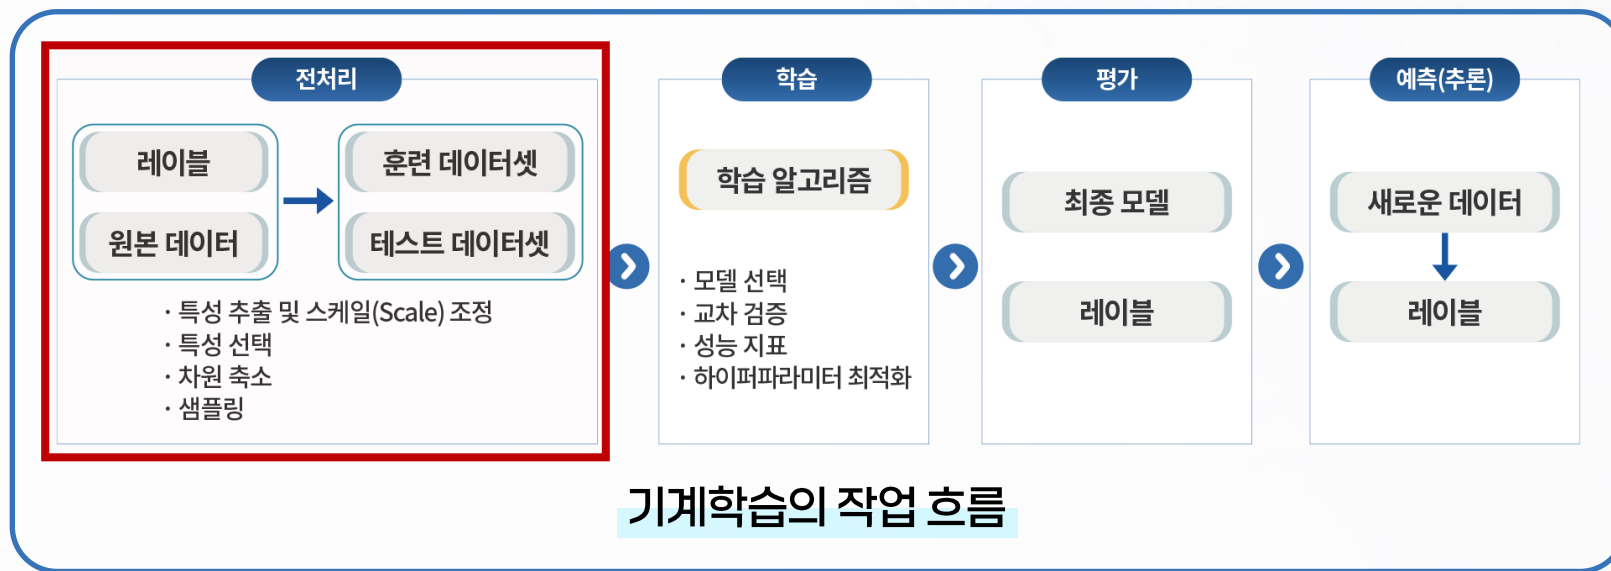 전처리
레이블
원본 데이터
훈련 데이터셋
테스트 데이터셋
· 특성 추출 및 스케일(Scale) 조정
· 특성 선택
· 차원 축소
· 샘플링
학습
학습 알고리즘
· 모델 선택
· 교차 검증
· 성능 지표
· 하이퍼파라미터 최적화
평가
최종 모델
레이블
예측(추론)
새로운 데이터
레이블
기계학습의 작업 흐름